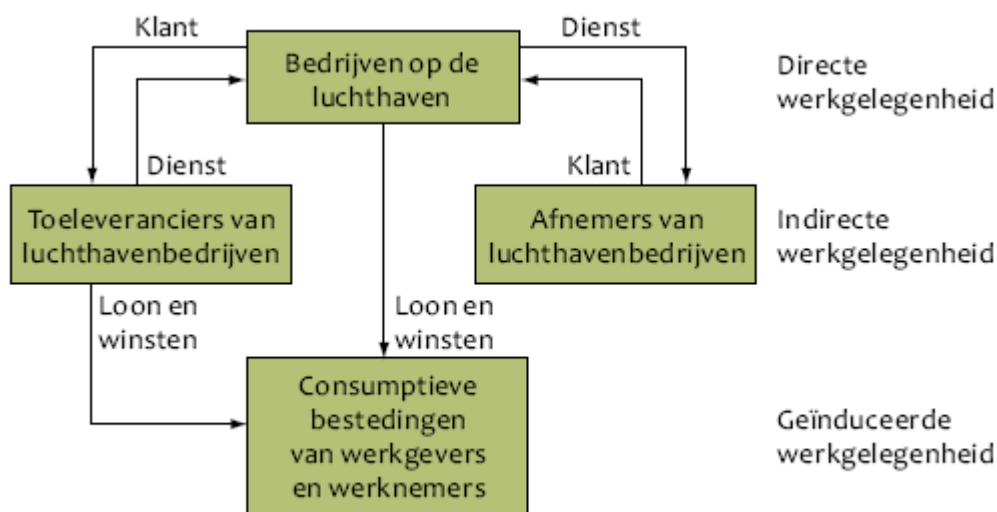 Klant
Dienst
Bedrijven op de
luchthaven
Directe
werkgelegenheid
Dienst
Klant
Toeleveranciers van
luchthavenbedrijven
Afnemers van
luchthavenbedrijven
Indirecte
werkgelegenheid
Loon en
winsten
Loon en
winsten
Consumptieve
bestedingen
van werkgevers
en werknemers
Geïnduceerde
werkgelegenheid